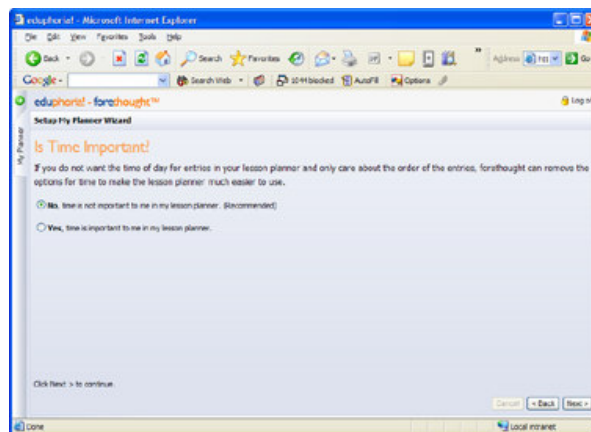 eduphoria! - Microsoft Internet Explorer
File Edit View Favorites Tools Help
Back Search Favorites Address Go
Google Search Web 1044 blocked AutoFill Options
eduphoria! - forethought™ Log o
Setup My Planner Wizard
My Planner
Is Time Important?
If you do not want the time of day for entries in your lesson planner and only care about the order of the entries, forethought can remove the
options for time to make the lesson planner much easier to use.
No, time is not important to me in my lesson planner. (Recommended)
Yes, time is important to me in my lesson planner.
Click Next > to continue.
Cancel < Back Next >
Done Local intranet